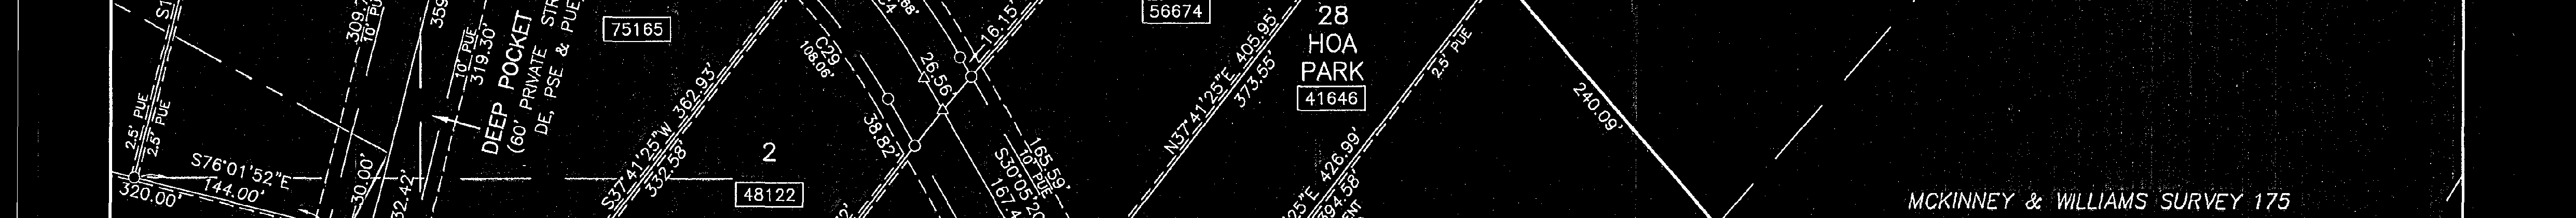 2.5' PUE
2.5' PUE
S76°01'52"E
144.00'
320.00'
10' PUE
319.30'
DEEP POCKET
(60' PRIVATE STR
DE, PSE & PUE
75165
30.00'
32.42'
S37°41'25"W 362.93'
332.58'
2
48122
C29
108.06'
38.82'
26.56'
16.15'
165.59'
10' PUE
S30°05'20
167.4
56674
N37°41'25"E 405.95'
373.55'
28
HOA
PARK
41646
2.5' PUE
25"E 426.99'
394.58'
240.09'
MCKINNEY & WILLIAMS SURVEY 175